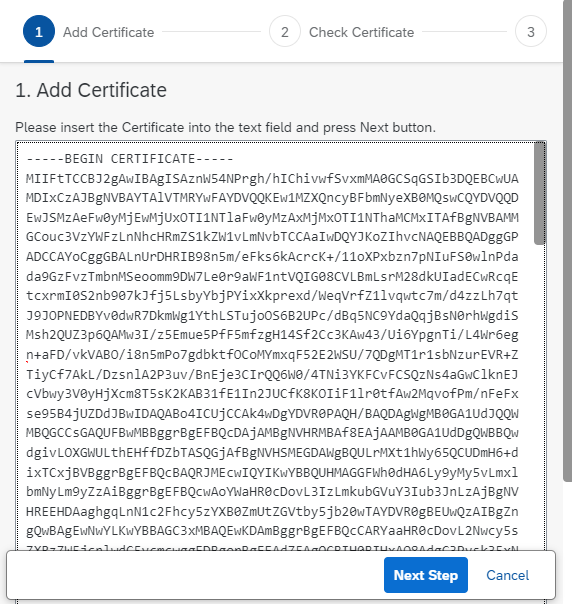 1 Add Certificate 2 Check Certificate 3
1. Add Certificate
Please insert the Certificate into the text field and press Next button.
-----BEGIN CERTIFICATE-----
MIIFtTCCBJ2gAwIBAgISAznW54NPrgh/hIChivwfSvxmMA0GCSqGSIb3DQEBCwUA
MDIxCzAJBgNVBAYTAlVTMRYwFAYDVQQKEw1MZXQncyBFbmNyeXB0MQswCQYDVQQD
EwJSMzAeFw0yMjEwMjUxOTI1NTlaFw0yMzAxMjMxOTI1NThaMCMxITAfBgNVBAMM
GCouc3VzYWFzLnNhcHRmZS1kZW1vLmNvbTCCAaIwDQYJKoZIhvcNAQEBBQADggGP
ADCCAYoCggGBALnUrDHRIB98n5m/eFks6kAcrcK+/11oXPxbzn7pNIuFS0wlnPda
da9GzFvzTmbnMSeoomm9DW7Le0r9aWF1ntVQIG08CVLBmLsrM28dkUIadECwRcqE
tcxrmI0S2nb907kJfj5LsbyYbjPYixXkprexd/WeqVrfZ1lvqwtc7m/d4zzLh7qt
J9JOPNEDBYv0dwR7DkmWg1YthLSTujoOS6B2UPc/dBq5NC9YdaQqjBsN0rhWgdiS
Msh2QUZ3p6QAMw3I/z5Emue5PfF5mfzgH14Sf2Cc3KAw43/Ui6YpgnTi/L4Wr6eg
n+aFD/vkVABO/i8n5mPo7gdbktfOCoMYmxqF52E2WSU/7QDgMT1r1sbNzurEVR+Z
TiyCf7AkL/DzsnlA2P3uv/BnEje3CIrQQ6W0/4TNi3YKFCvFCSQzNs4aGwClknEJ
cVbwy3V0yHjXcm8T5sK2KAB31fE1In2JUCfK8KOIiF1lr0tfAw2MqvofPm/nFeFx
se95B4jUZDdJBwIDAQABo4ICUjCCAk4wDgYDVR0PAQH/BAQDAgWgMB0GA1UdJQQW
MBQGCCsGAQUFBwMBBggrBgEFBQcDAjAMBgNVHRMBAf8EAjAAMB0GA1UdDgQWBBQw
dgivLOXGWULthEHffDZbTASQGjAfBgNVHSMEGDAWgBQULrMXt1hWy65QCUDmH6+d
ixTCxjBVBggrBgEFBQcBAQRJMEcwIQYIKwYBBQUHMAGGFWh0dHA6Ly9yMy5vLmxl
bmNyLm9yZzAiBggrBgEFBQcwAoYWaHR0cDovL3IzLmkubGVuY3Iub3JnLzAjBgNV
HREEHDAaghgqLnN1c2Fhcy5zYXB0ZmUtZGVtby5jb20wTAYDVR0gBEUwQzAIBgZn
gQwBAgEwNwYLKwYBBAGC3xMBAQEwKDAmBggrBgEFBQcCARYaaHR0cDovL2Nwcy5s
Next Step Cancel